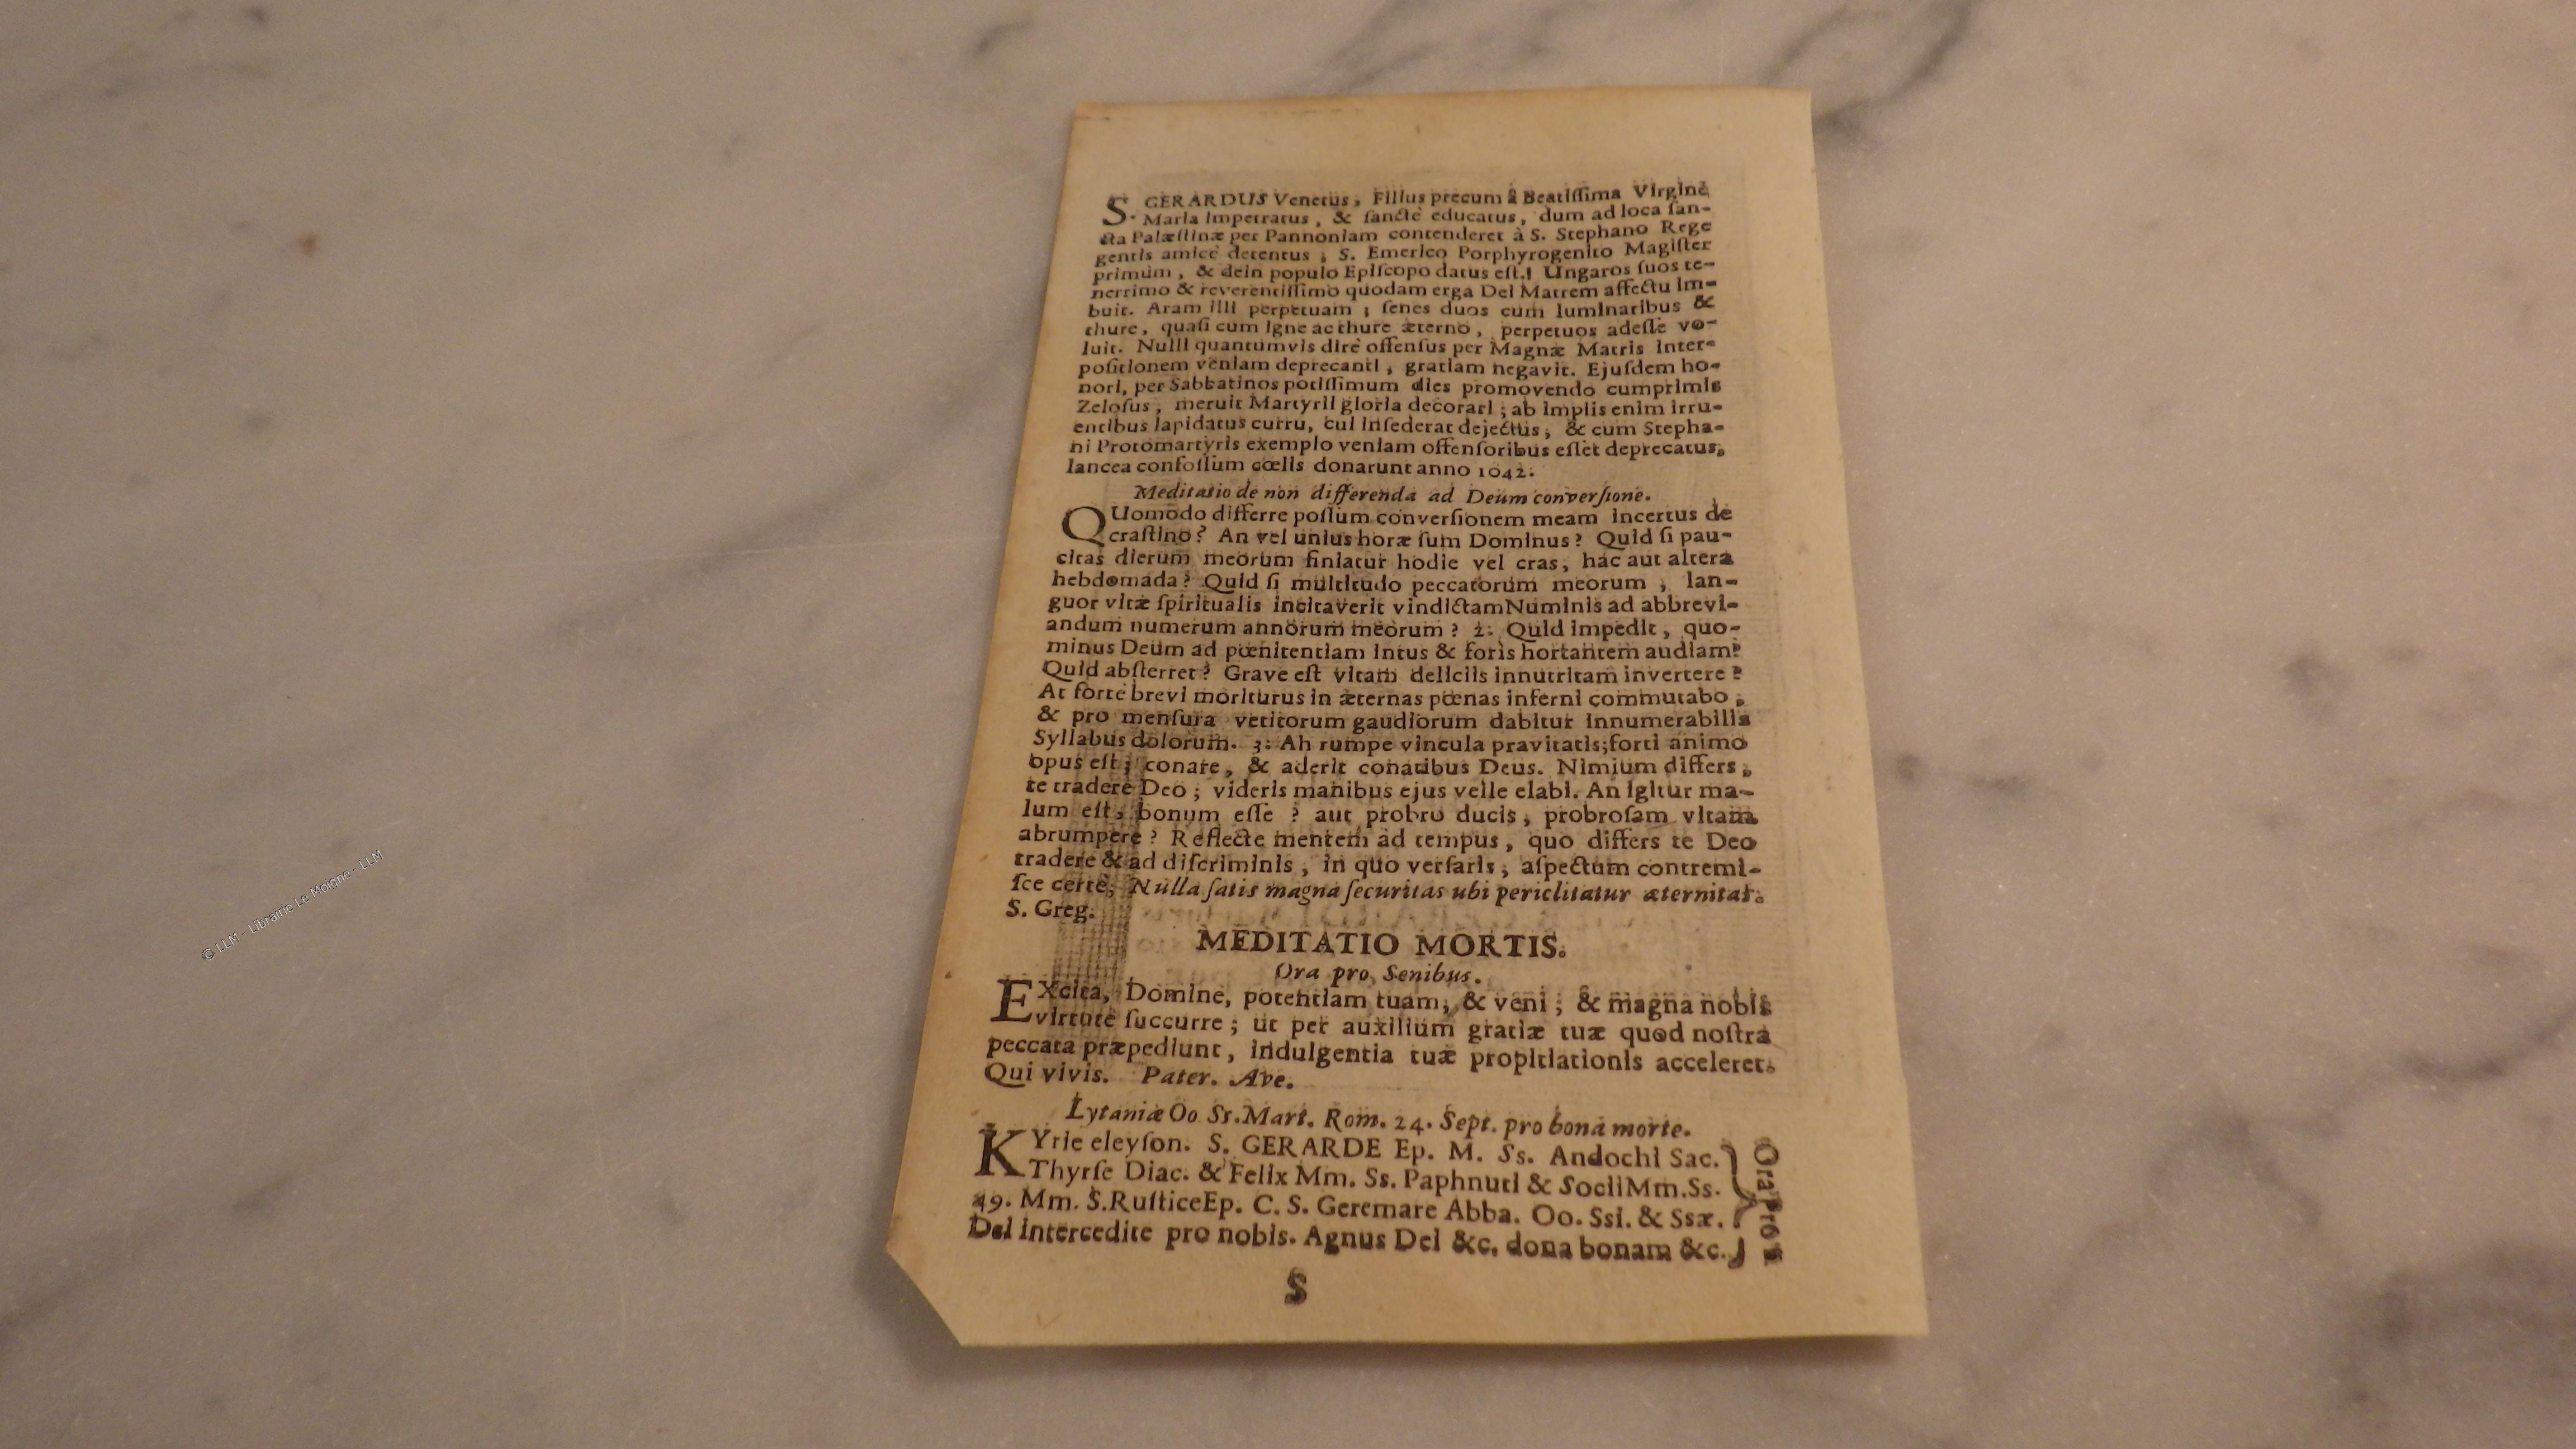 S. GERARDUS Venetus, Filius precum à Beatiſſima Virgine
Maria impetratus, & ſanctè educatus, dum ad loca ſan-
cta Palæſtinæ per Pannoniam contenderet à S. Stephano Rege
gentis amicè detentus, S. Emerico Porphyrogenito Magiſter
primùm, & dein populo Epiſcopo datus eſt. Ungaros ſuos te-
nerrimo & reverentiſſimo quodam erga Dei Matrem affectu im-
buit. Aram illi perpetuam; ſenes duos cum luminaribus &
thure, quaſi cum igne ac thure æterno, perpetuos adeſſe vo-
luit. Nulli quantumvis dirè offenſus per Magnæ Matris inter-
poſitionem veniam deprecanti, gratiam negavit. Ejuſdem ho-
nori, per Sabbatinos potiſſimum dies promovendo cumprimis
Zeloſus, meruit Martyrii gloria decorari; ab impiis enim irru-
entibus lapidatus curru, cui inſederat dejectus, & cum Stepha-
ni Protomartyris exemplo veniam offenſoribus eſſet deprecatus,
lancea confoſſum cœlis donarunt anno 1042.
Meditatio de non differenda ad Deum converſione.
QUomodo differre poſſum converſionem meam incertus de
craſtino? An vel unius horæ ſum Dominus? Quid ſi pau-
citas dierum meorum finiatur hodie vel cras, hac aut altera
hebdomada? Quid ſi multitudo peccatorum meorum, lan-
guor vitæ ſpiritualis incitaverit vindictam Numinis ad abbrevi-
andum numerum annorum meorum? 2. Quid impedit, quo-
minus Deum ad pœnitentiam intus & foris hortantem audiam?
Quid abſterret? Grave eſt vitam deliciis innutritam invertere?
At fortè brevi moriturus in æternas pœnas inferni commutabo,
& pro menſura vetitorum gaudiorum dabitur innumerabilis
Syllabus dolorum. 3. Ah rumpe vincula pravitatis; forti animo
opus eſt; conare, & aderit conatibus Deus. Nimium differs,
te tradere Deo; videris manibus ejus velle elabi. An igitur ma-
lum eſt, bonum eſſe? aut probro ducis, probroſam vitam
abrumpere? Reflecte mentem ad tempus, quo differs te Deo
tradere & ad diſcriminis, in quo verſaris, aſpectum contremi-
ſce certè; Nulla ſatis magna ſecuritas ubi periclitatur æternitas.
S. Greg.
MEDITATIO MORTIS.
Ora pro Senibus.
EXcita, Domine, potentiam tuam, & veni; & magna nobis
virtute ſuccurre; ut per auxilium gratiæ tuæ quod noſtra
peccata præpediunt, indulgentia tuæ propitiationis acceleret.
Qui vivis. Pater. Ave.
Lytaniæ Oo Ss. Mart. Rom. 24. Sept. pro bona morte.
KYrie eleyſon. S. GERARDE Ep. M. Ss. Andochi Sac.
Thyrſe Diac. & Felix Mm. Ss. Paphnuti & Socii Mm. Ss.
49. Mm. S. Ruſtice Ep. C. S. Geremare Abba. Oo. Ssi. & Ssæ.
Dei intercedite pro nobis. Agnus Dei &c. dona bonam &c.
Ora pro
S
© LLM - Librairie Le Moigne - LLM